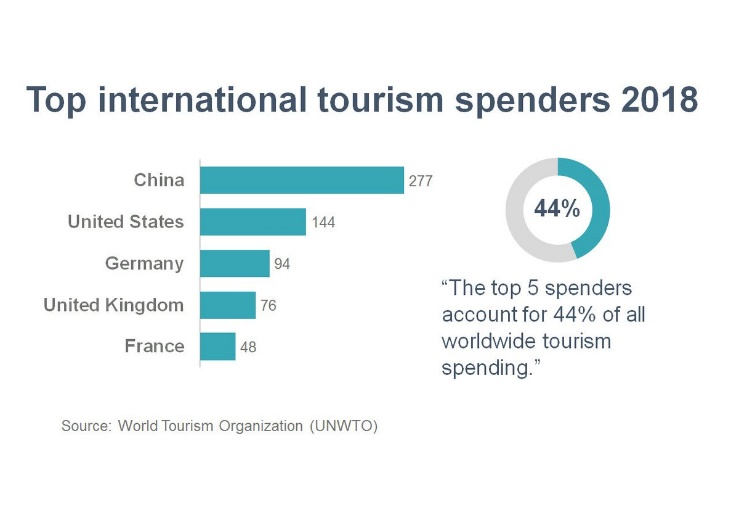 Top international tourism spenders 2018
China 277
United States 144
Germany 94
United Kingdom 76
France 48
44%
“The top 5 spenders
account for 44% of all
worldwide tourism
spending.”
Source: World Tourism Organization (UNWTO)